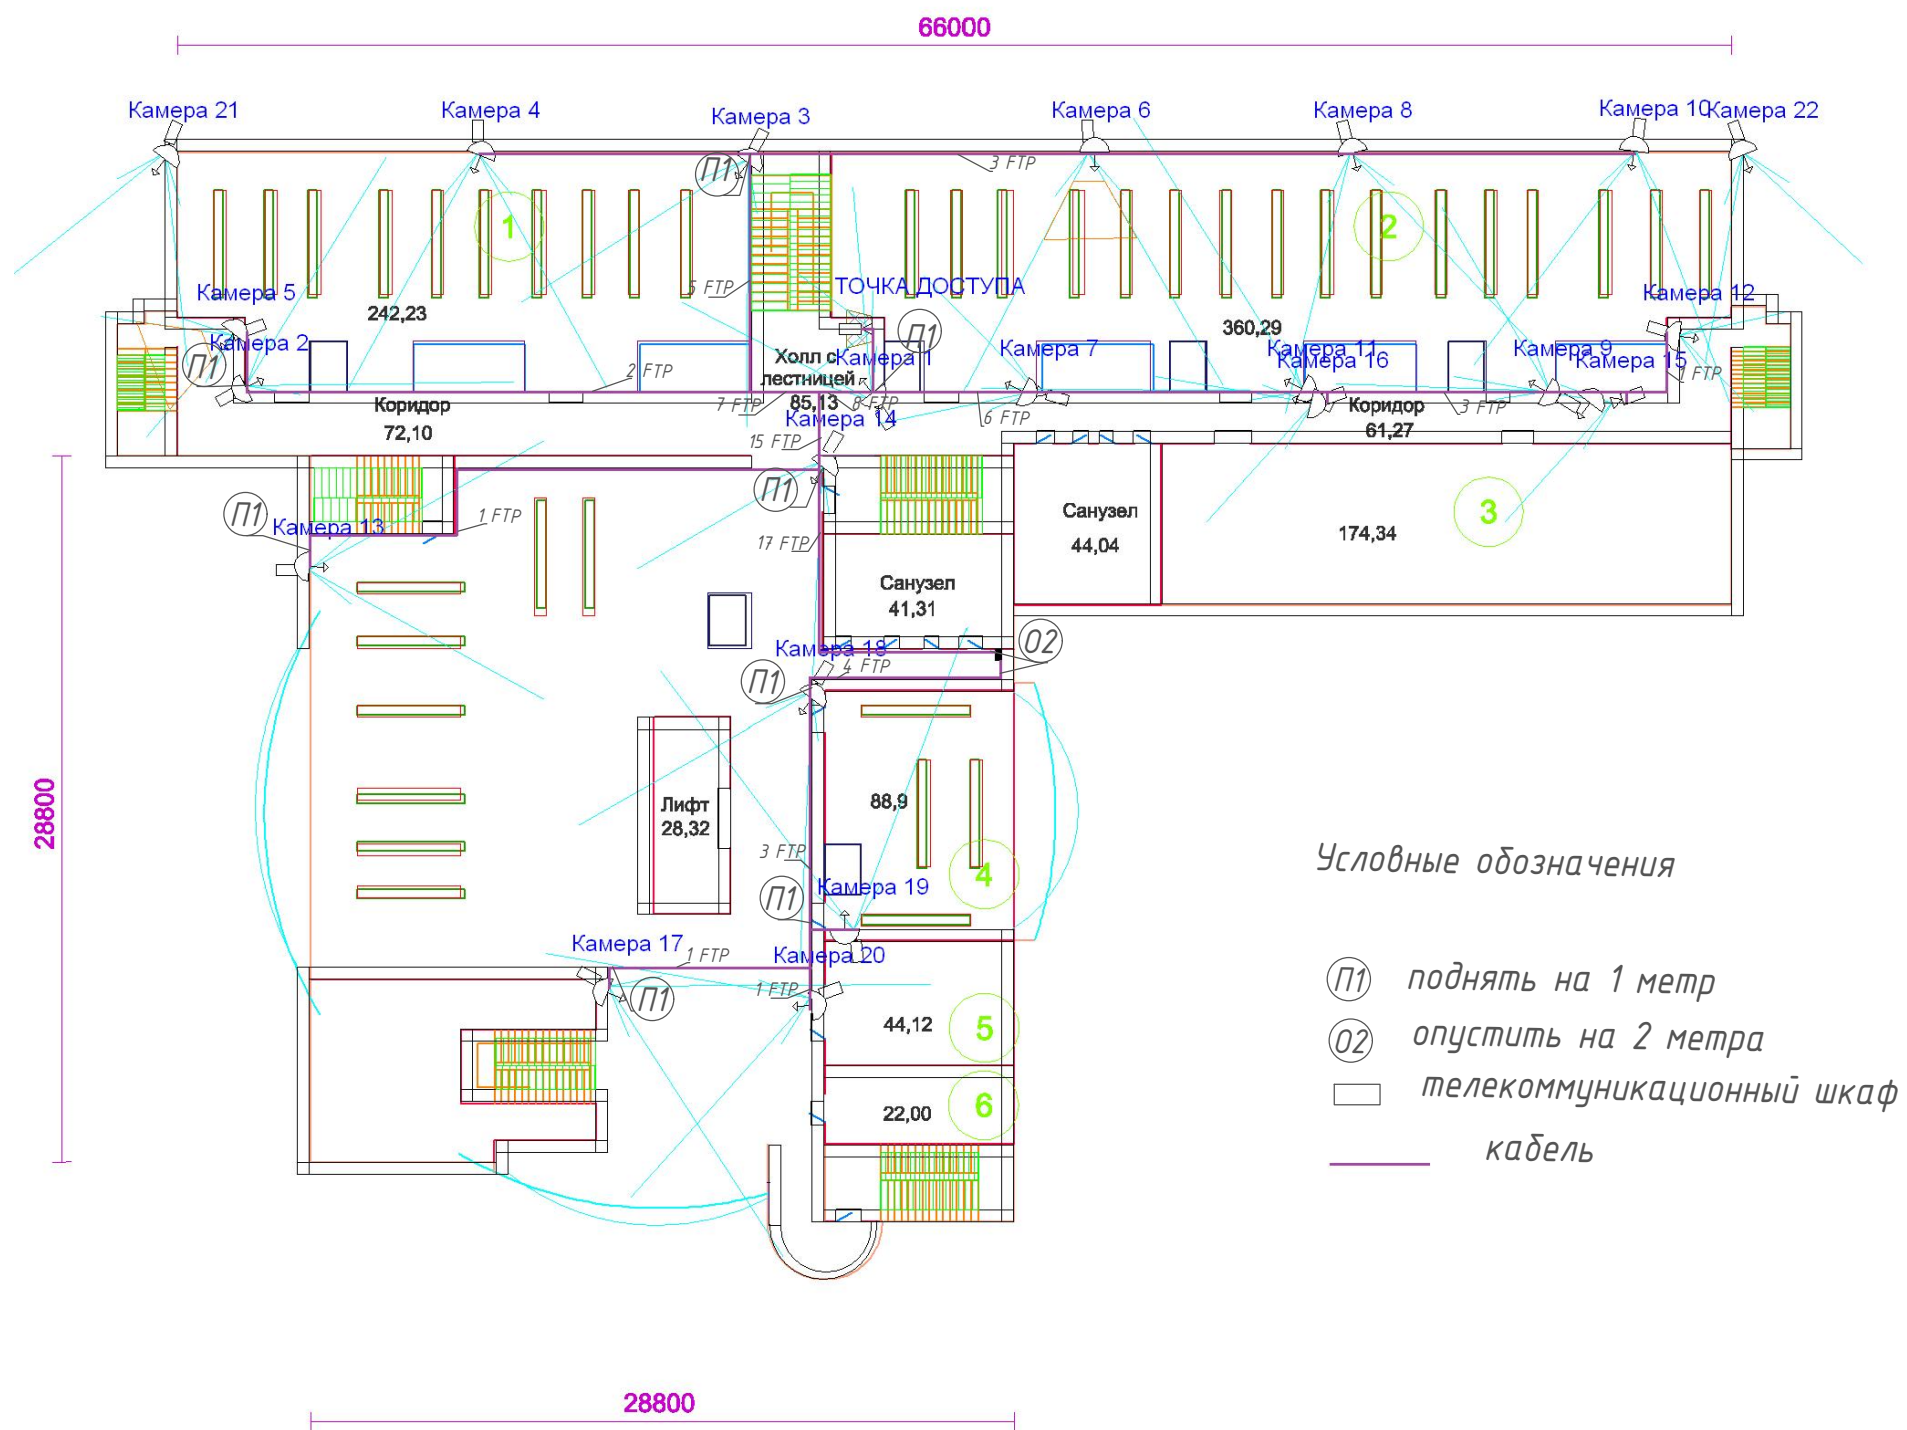 66000
Камера 21
Камера 4
Камера 3
Камера 6
Камера 8
Камера 10
Камера 22
П1
3 FTP
1
2
5 FTP
ТОЧКА ДОСТУПА
Камера 5
242,23
360,29
Камера 12
П1
Камера 2
П1
Холл с
лестницей
85,13
Камера 1
Камера 7
Камера 11
Камера 16
Камера 9
Камера 15
2 FTP
1 FTP
7 FTP
8 FTP
6 FTP
3 FTP
Коридор
72,10
Коридор
61,27
Камера 14
15 FTP
П1
П1
Камера 13
1 FTP
17 FTP
Санузел
44,04
3
174,34
Санузел
41,31
О2
Камера 18
4 FTP
П1
28800
Лифт
28,32
88,9
3 FTP
4
Камера 19
П1
Камера 17
1 FTP
Камера 20
1 FTP
П1
44,12
5
22,00
6
Условные обозначения
П1 поднять на 1 метр
О2 опустить на 2 метра
телекоммуникационный шкаф
кабель
28800